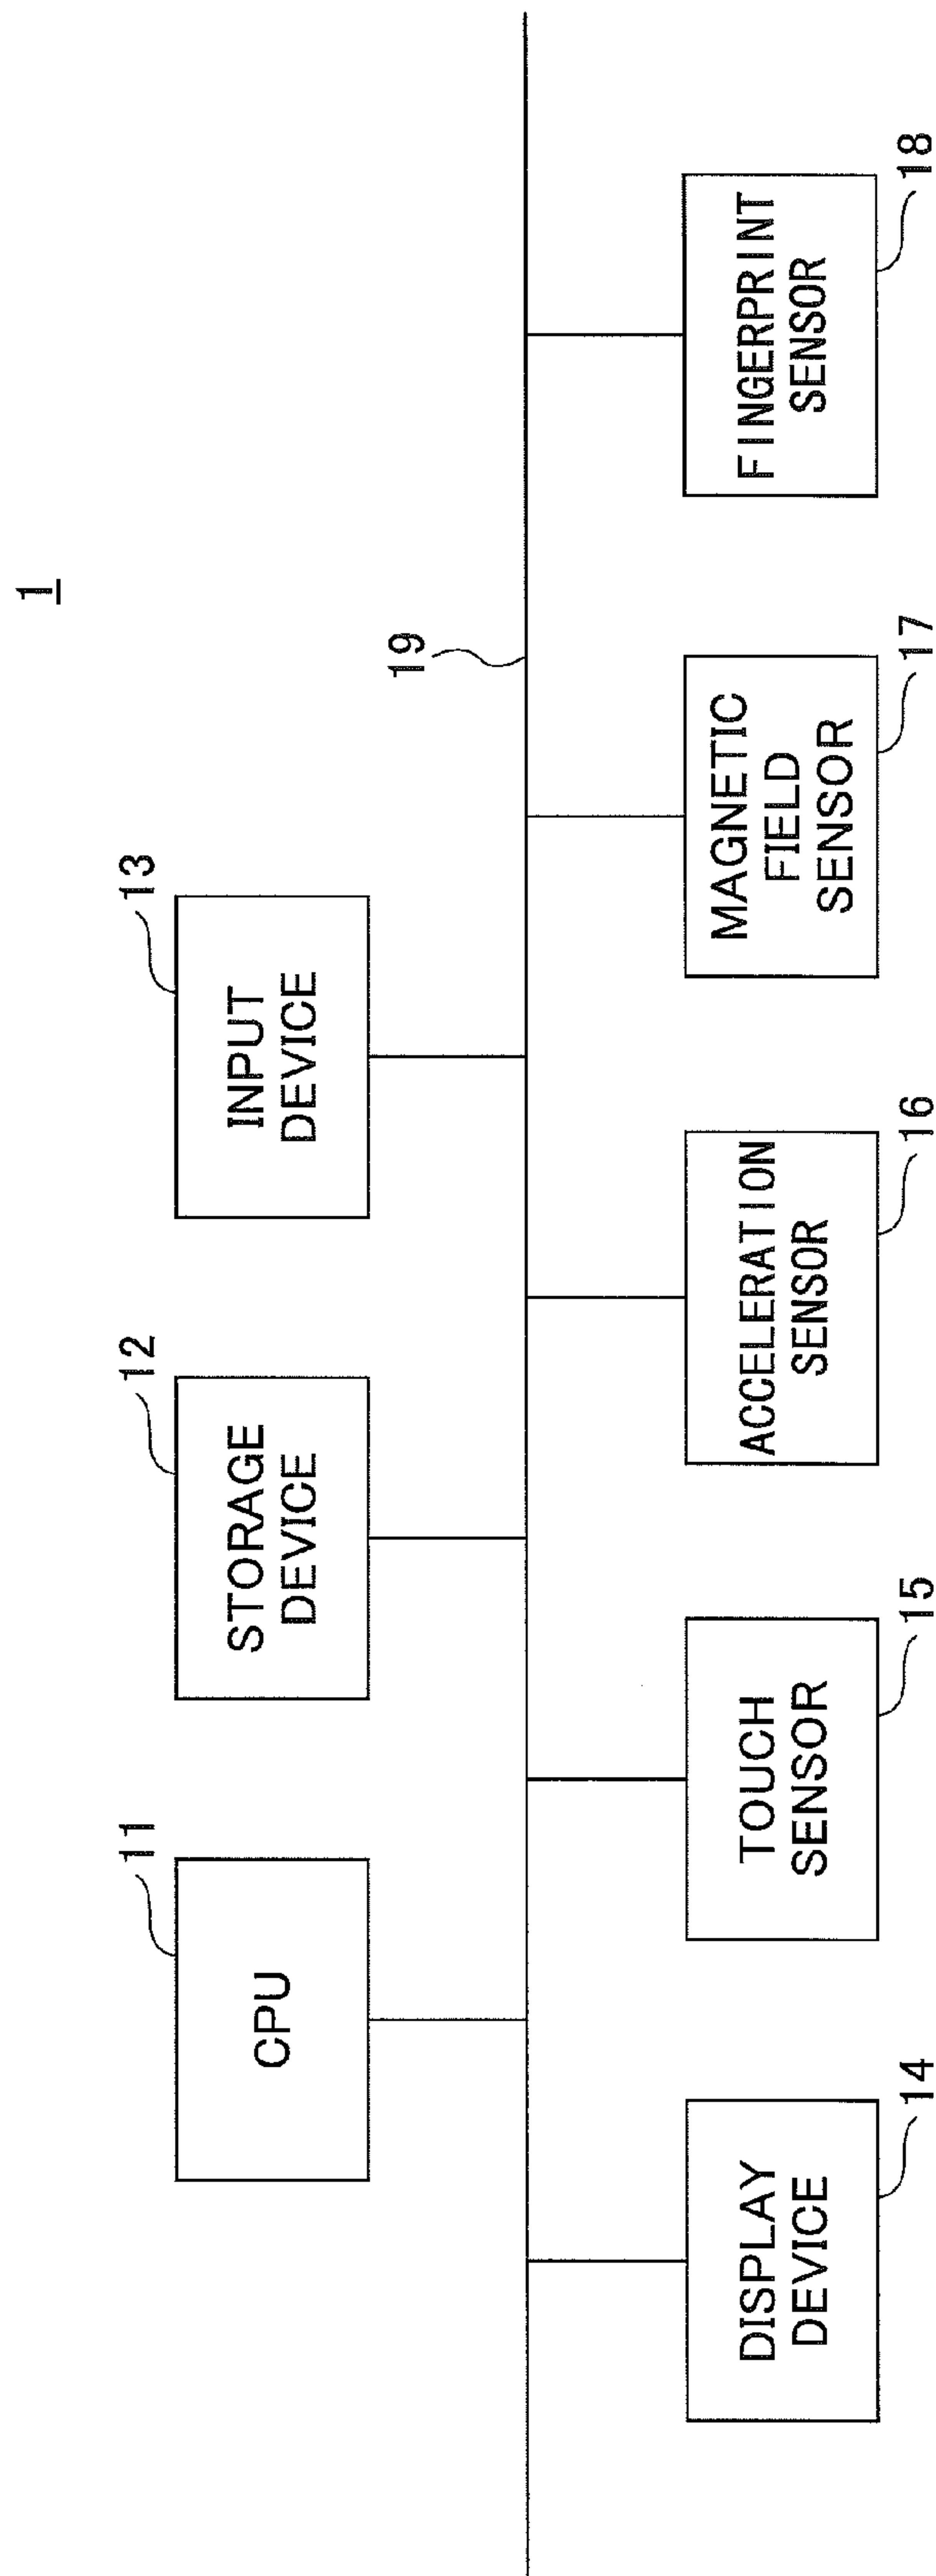 1
11
12
13
CPU
STORAGE
DEVICE
INPUT
DEVICE
19
DISPLAY
DEVICE
TOUCH
SENSOR
ACCELERATION
SENSOR
MAGNETIC
FIELD
SENSOR
FINGERPRINT
SENSOR
14
15
16
17
18